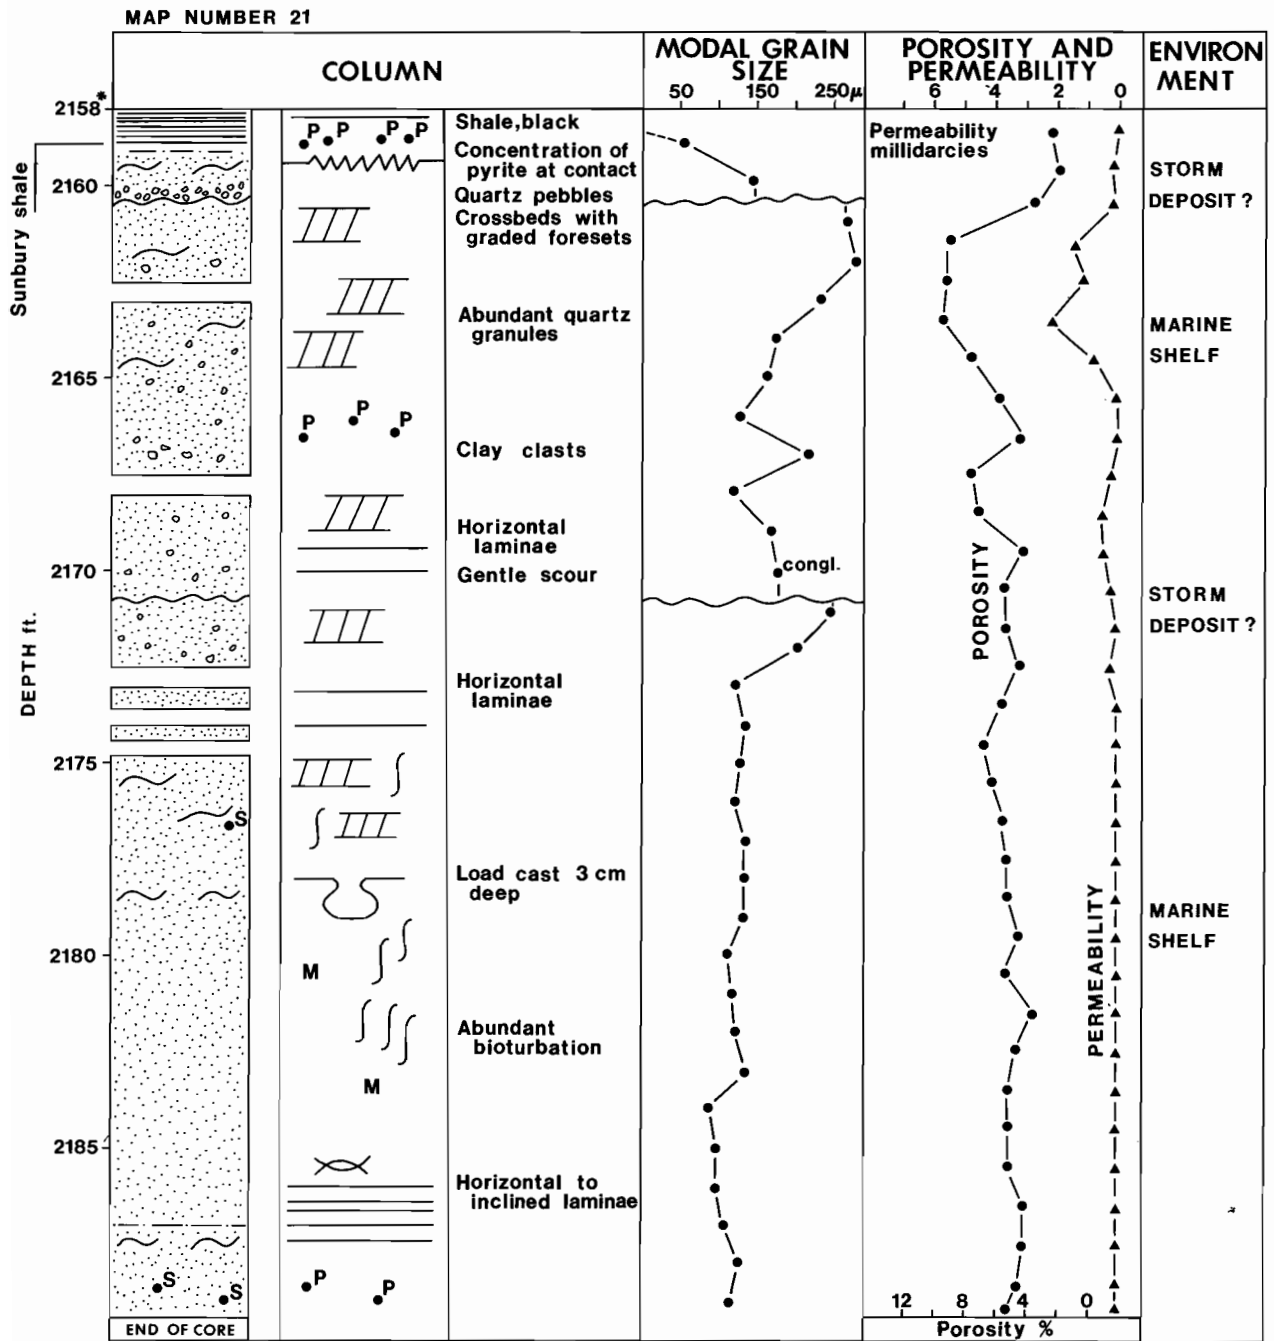 MAP NUMBER 21
COLUMN
MODAL GRAIN
SIZE
50 150 250μ
POROSITY AND
PERMEABILITY
6 4 2 0
ENVIRON
MENT
Permeability
millidarcies
Sunbury shale
DEPTH ft.
2158*
2160
2165
2170
2175
2180
2185
P P P P
Shale, black
Concentration of
pyrite at contact
Quartz pebbles
Crossbeds with
graded foresets
Abundant quartz
granules
P P P
Clay clasts
Horizontal
laminae
Gentle scour
congl.
Horizontal
laminae
S
Load cast 3 cm
deep
M
Abundant
bioturbation
M
Horizontal to
inclined laminae
P P
S S
END OF CORE
POROSITY
PERMEABILITY
STORM
DEPOSIT ?
MARINE
SHELF
STORM
DEPOSIT ?
MARINE
SHELF
12 8 4 0
Porosity %